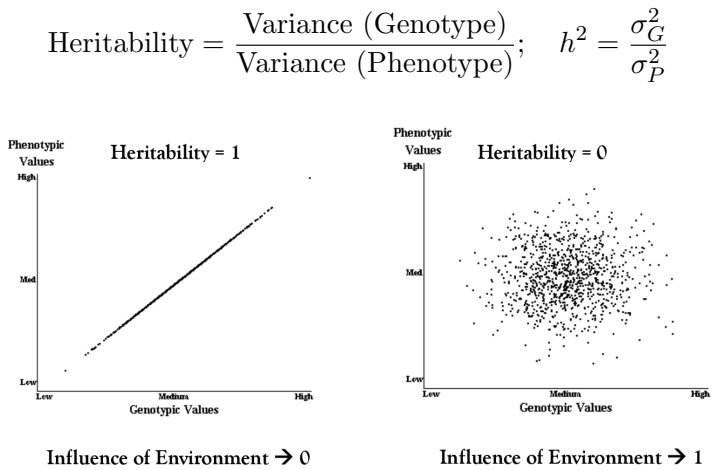 Heritability = Variance (Genotype) / Variance (Phenotype); h² = σ²_G / σ²_P
Phenotypic
Values
Heritability = 1
High
Med
Low
Low Medium High
Genotypic Values
Influence of Environment → 0
Phenotypic
Values
Heritability = 0
High
Med
Low
Low Medium High
Genotypic Values
Influence of Environment → 1